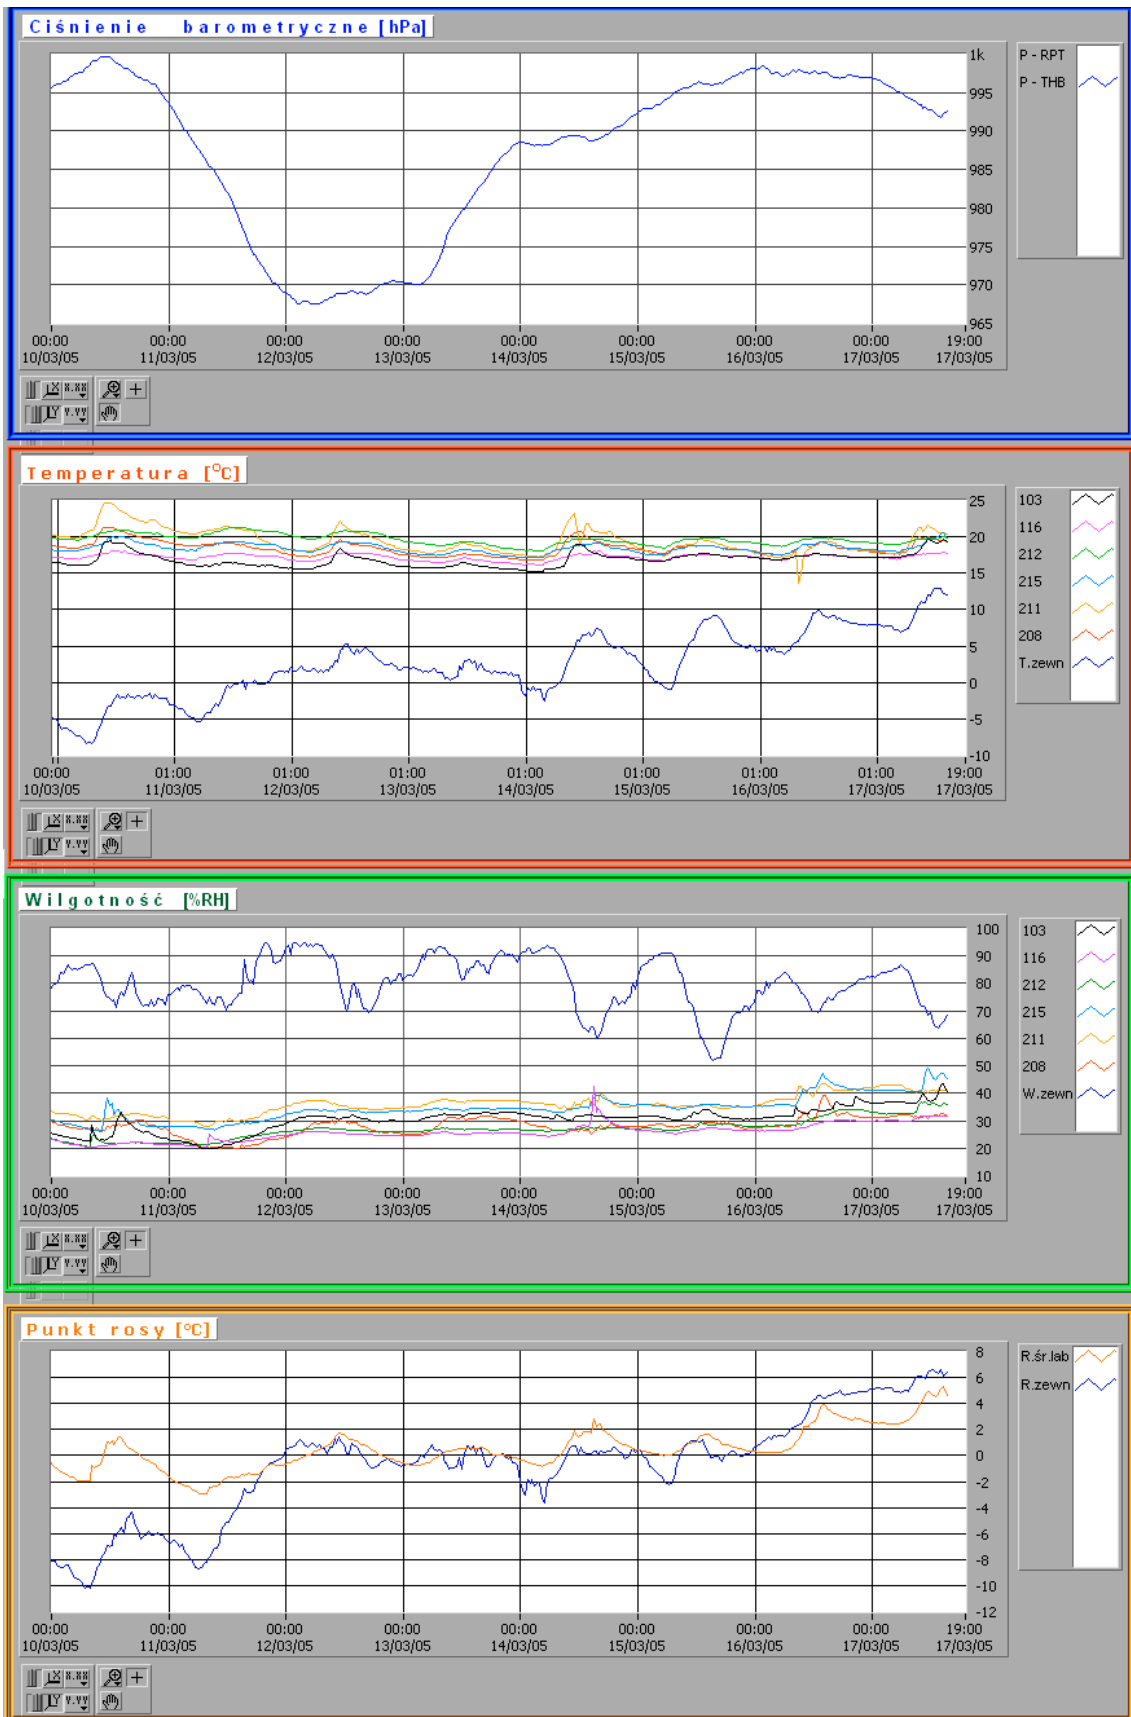 Ciśnienie barometryczne [hPa]
1k
995
990
985
980
975
970
965
P - RPT
P - THB
00:00 00:00 00:00 00:00 00:00 00:00 00:00 00:00 19:00
10/03/05 11/03/05 12/03/05 13/03/05 14/03/05 15/03/05 16/03/05 17/03/05 17/03/05
X X.XX
Y Y.YY
Temperatura [°C]
25
20
15
10
5
0
-5
-10
103
116
212
215
211
208
T.zewn
00:00 01:00 01:00 01:00 01:00 01:00 01:00 01:00 19:00
10/03/05 11/03/05 12/03/05 13/03/05 14/03/05 15/03/05 16/03/05 17/03/05 17/03/05
X X.XX
Y Y.YY
Wilgotność [%RH]
100
90
80
70
60
50
40
30
20
10
103
116
212
215
211
208
W.zewn
00:00 00:00 00:00 00:00 00:00 00:00 00:00 00:00 19:00
10/03/05 11/03/05 12/03/05 13/03/05 14/03/05 15/03/05 16/03/05 17/03/05 17/03/05
X X.XX
Y Y.YY
Punkt rosy [°C]
8
6
4
2
0
-2
-4
-6
-8
-10
-12
R.śr.lab
R.zewn
00:00 00:00 00:00 00:00 00:00 00:00 00:00 00:00 19:00
10/03/05 11/03/05 12/03/05 13/03/05 14/03/05 15/03/05 16/03/05 17/03/05 17/03/05
X X.XX
Y Y.YY